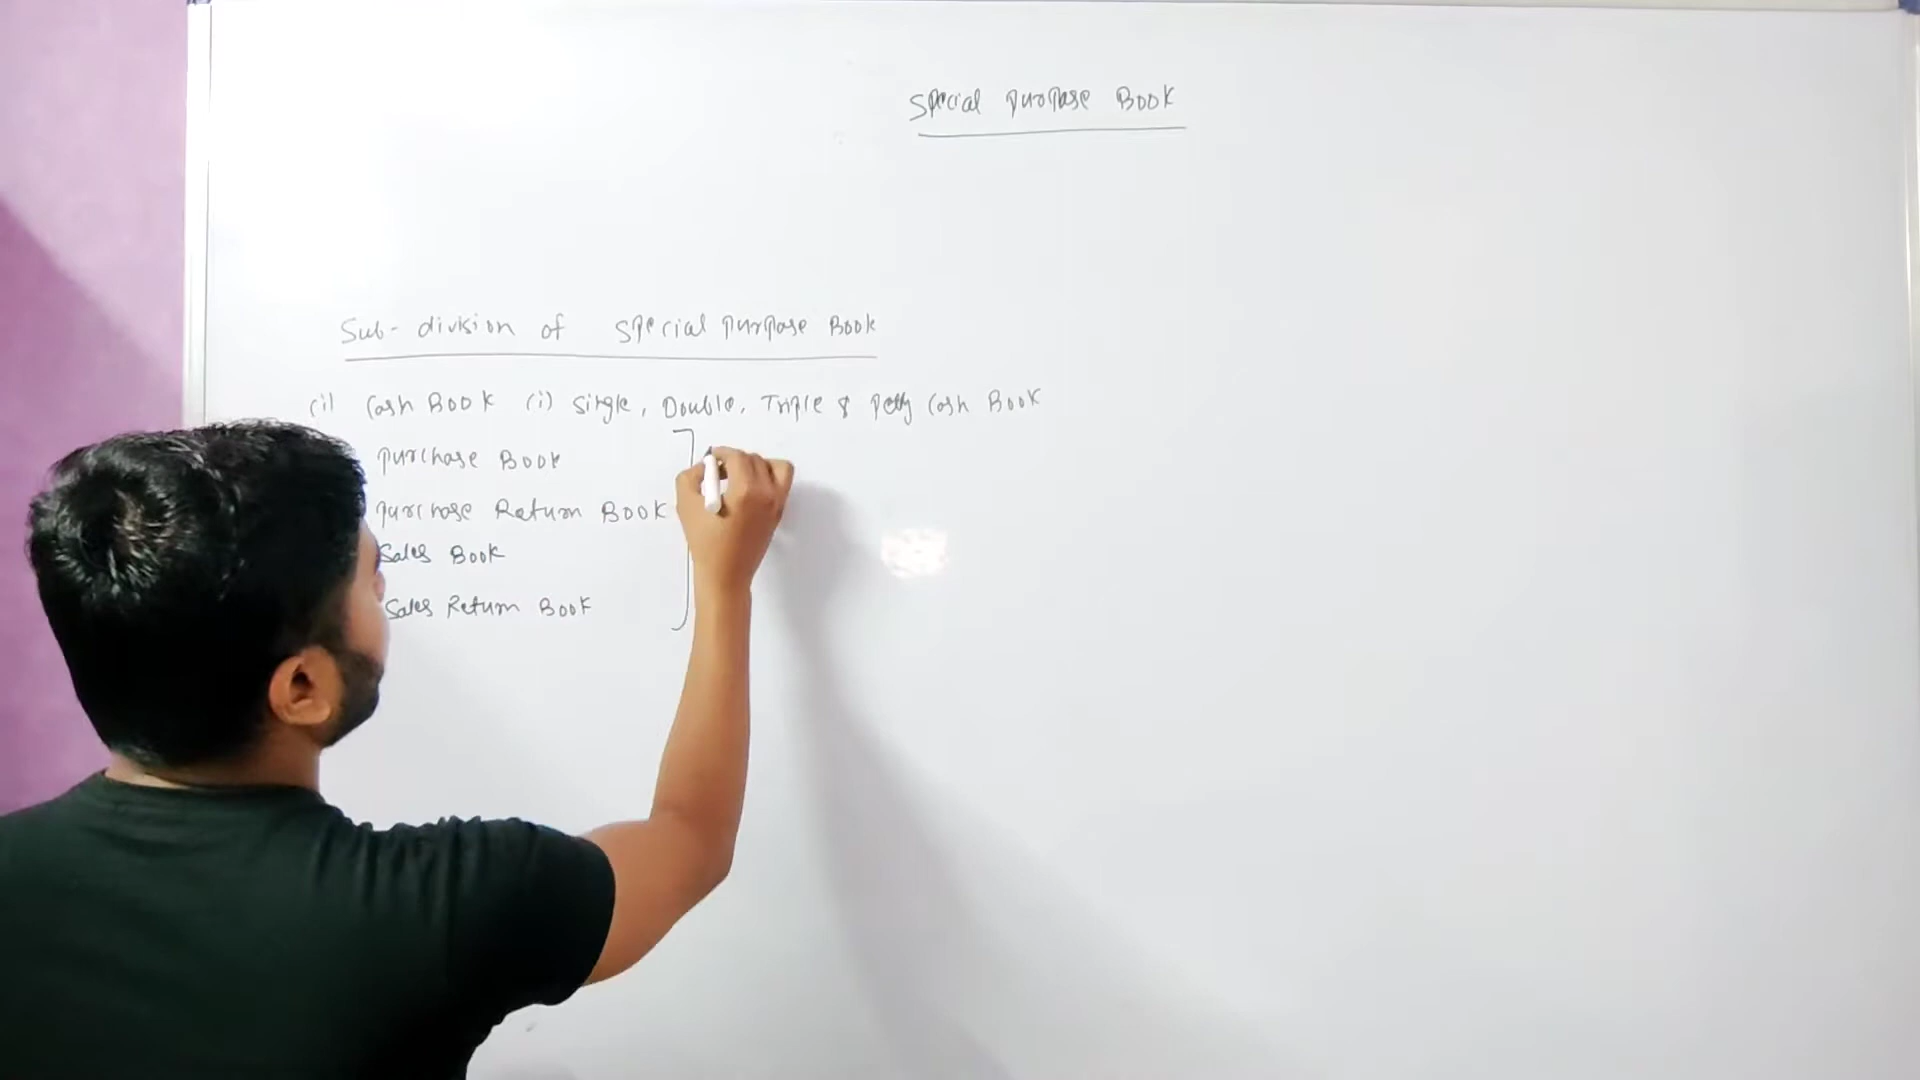 Special Purpose Book
Sub-division of Special Purpose Book
(i) Cash Book (i) Single, Double, Triple & Petty Cash Book
Purchase Book
Purchase Return Book
Sales Book
Sales Return Book